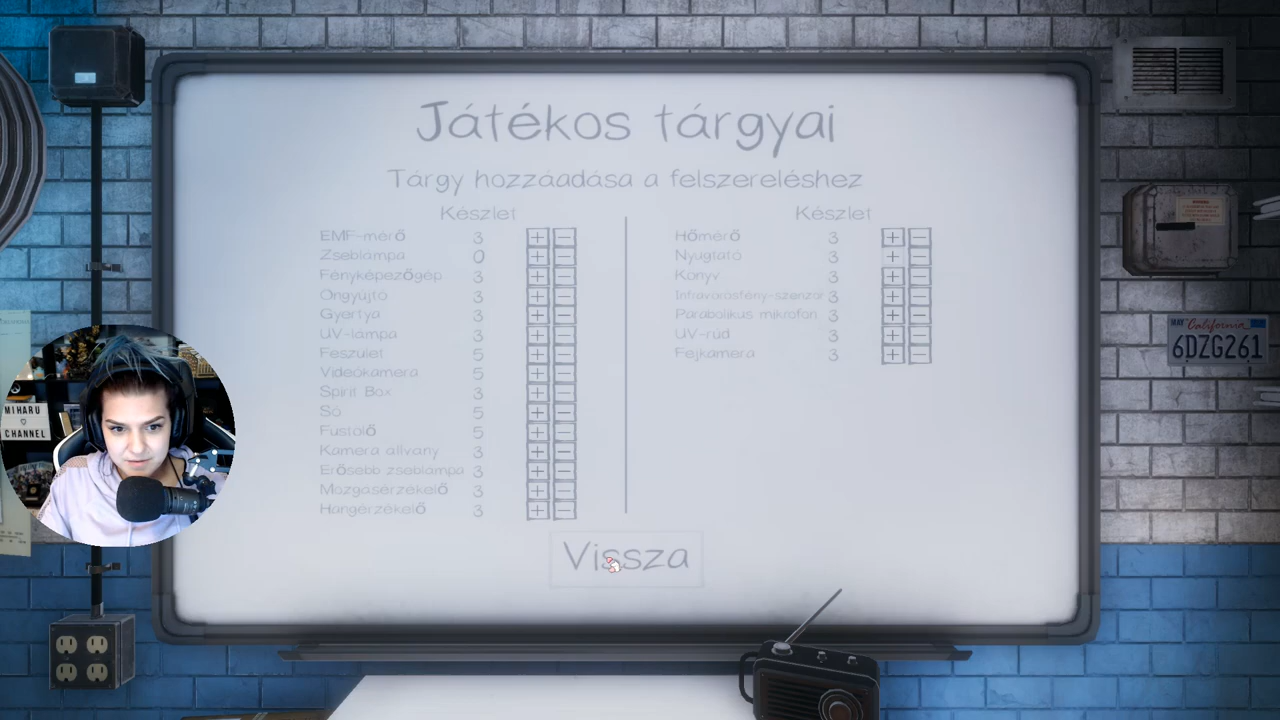 Játékos tárgyai
Tárgy hozzáadása a felszereléshez
Készlet
EMF-mérő 3 + -
Zseblámpa 0 + -
Fényképezőgép 3 + -
Öngyújtó 3 + -
Gyertya 3 + -
UV-lámpa 3 + -
Feszület 5 + -
Videókamera 5 + -
Spirit Box 3 + -
Só 5 + -
Füstölő 5 + -
Kamera állvány 3 + -
Erősebb zseblámpa 3 + -
Mozgásérzékelő 3 + -
Hangérzékelő 3 + -
Készlet
Hőmérő 3 + -
Nyugtató 3 + -
Könyv 3 + -
Infravörösfény-szenzor 3 + -
Parabolikus mikrofon 3 + -
UV-rúd 3 + -
Fejkamera 3 + -
Vissza
MIHARU
CHANNEL
California
6DZG261